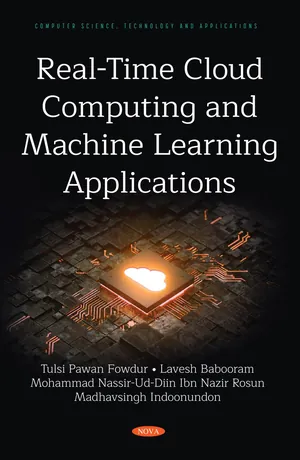 COMPUTER SCIENCE, TECHNOLOGY AND APPLICATIONS
Real-Time Cloud
Computing and
Machine Learning
Applications
Tulsi Pawan Fowdur • Lavesh Babooram
Mohammad Nassir-Ud-Diin Ibn Nazir Rosun
Madhavsingh Indoonundon
NOVA